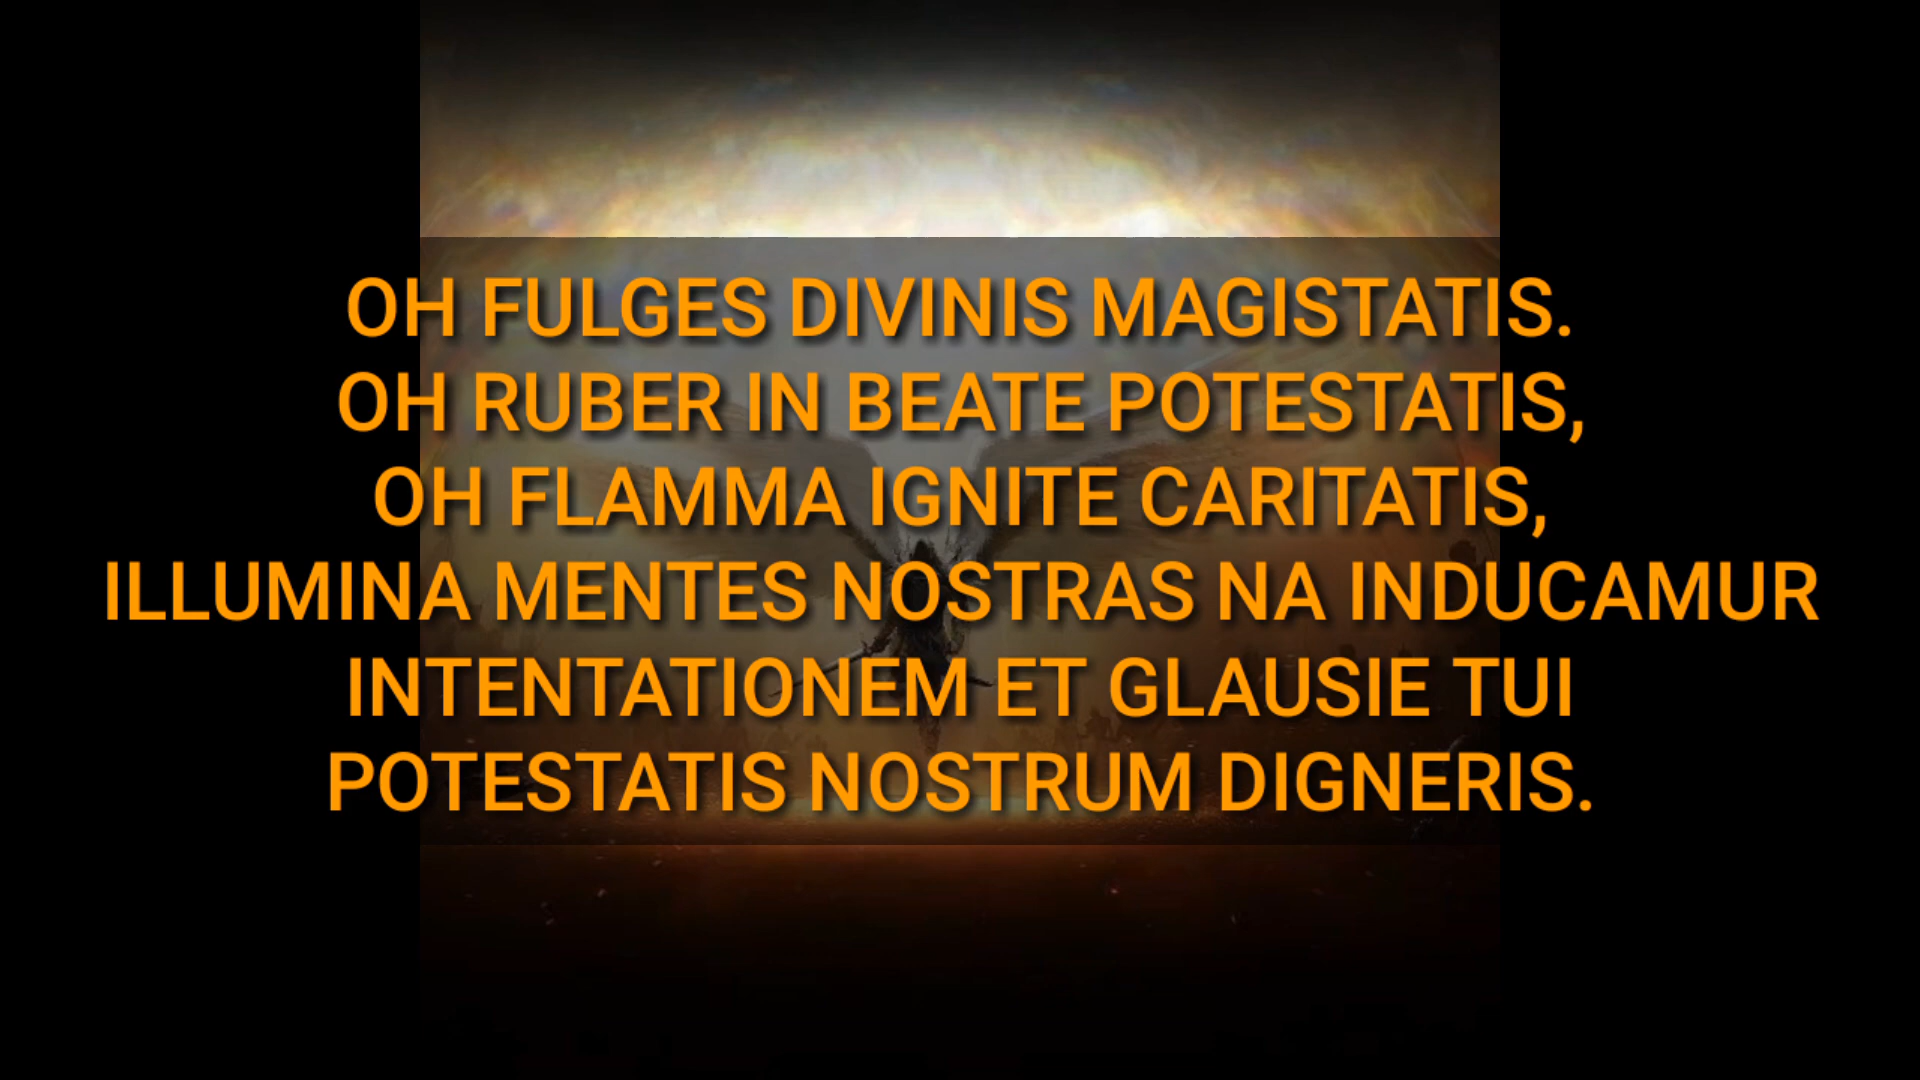 OH FULGES DIVINIS MAGISTATIS.
OH RUBER IN BEATE POTESTATIS,
OH FLAMMA IGNITE CARITATIS,
ILLUMINA MENTES NOSTRAS NA INDUCAMUR
INTENTATIONEM ET GLAUSIE TUI
POTESTATIS NOSTRUM DIGNERIS.